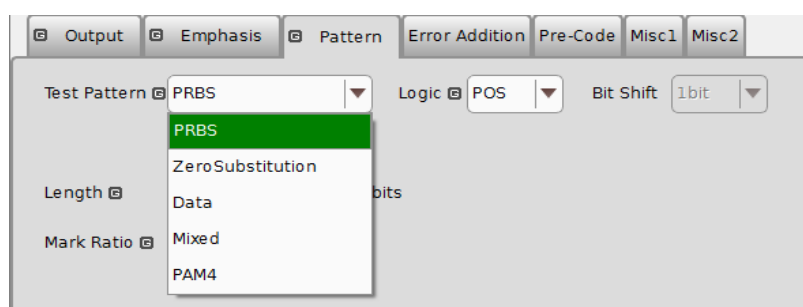 Output Emphasis Pattern Error Addition Pre-Code Misc1 Misc2
Test Pattern PRBS Logic POS Bit Shift 1bit
PRBS
ZeroSubstitution
Length bits
Data
Mark Ratio Mixed
PAM4